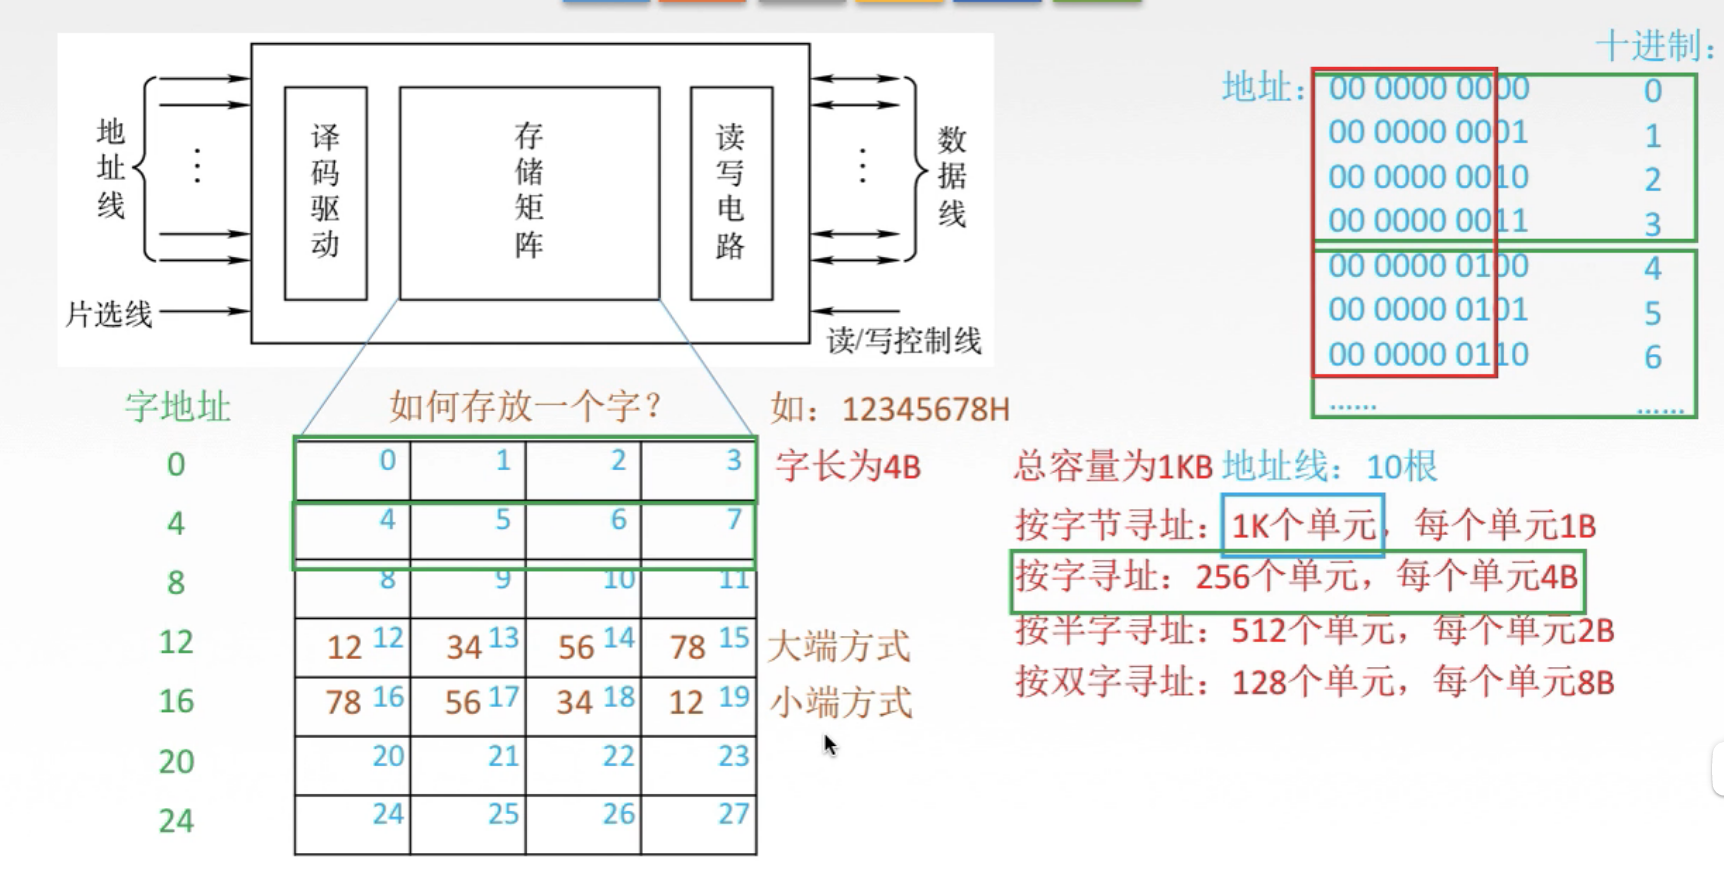 地址线
片选线
译码驱动
存储矩阵
读写电路
数据线
读/写控制线
⋮
⋮
十进制:
地址:
00 0000 0000 0
00 0000 0001 1
00 0000 0010 2
00 0000 0011 3
00 0000 0100 4
00 0000 0101 5
00 0000 0110 6
...... ......
字地址 如何存放一个字? 如: 12345678H
0 0 1 2 3 字长为4B
4 4 5 6 7
8 8 9 10 11
12 12 12 34 13 56 14 78 15 大端方式
16 78 16 56 17 34 18 12 19 小端方式
20 20 21 22 23
24 24 25 26 27
总容量为1KB 地址线: 10根
按字节寻址: 1K个单元, 每个单元1B
按字寻址: 256个单元, 每个单元4B
按半字寻址: 512个单元, 每个单元2B
按双字寻址: 128个单元, 每个单元8B